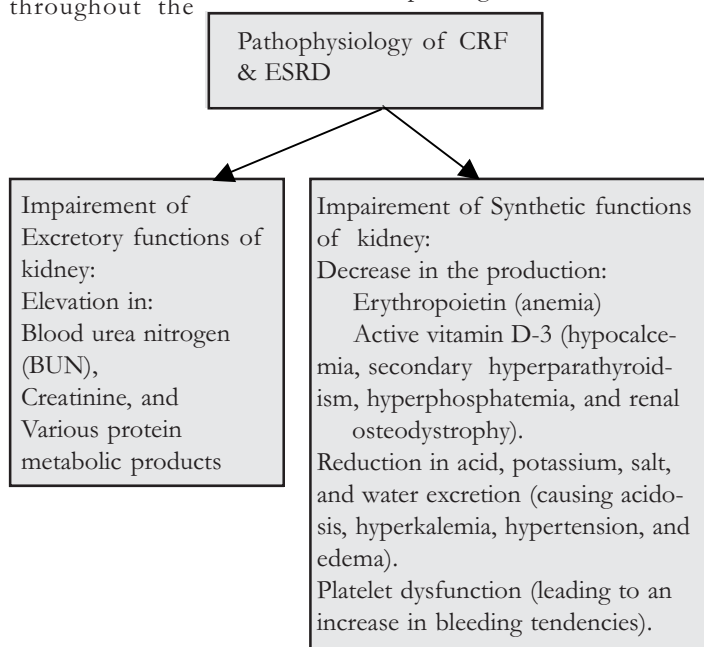 throughout the
Pathophysiology of CRF
& ESRD
Impairement of
Excretory functions of
kidney:
Elevation in:
Blood urea nitrogen
(BUN),
Creatinine, and
Various protein
metabolic products
Impairement of Synthetic functions
of kidney:
Decrease in the production:
Erythropoietin (anemia)
Active vitamin D-3 (hypocalce-
mia, secondary hyperparathyroid-
ism, hyperphosphatemia, and renal
osteodystrophy).
Reduction in acid, potassium, salt,
and water excretion (causing acido-
sis, hyperkalemia, hypertension, and
edema).
Platelet dysfunction (leading to an
increase in bleeding tendencies).